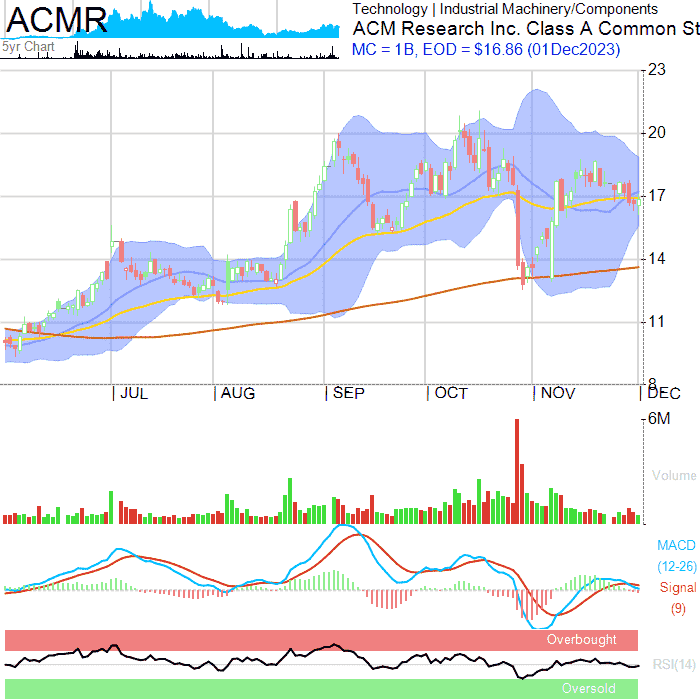 ACMR
5yr Chart
Technology | Industrial Machinery/Components
ACM Research Inc. Class A Common St
MC = 1B, EOD = $16.86 (01Dec2023)
23
20
17
14
11
8
JUL
AUG
SEP
OCT
NOV
DEC
6M
Volume
MACD
(12-26)
Signal
(9)
Overbought
RSI(14)
Oversold